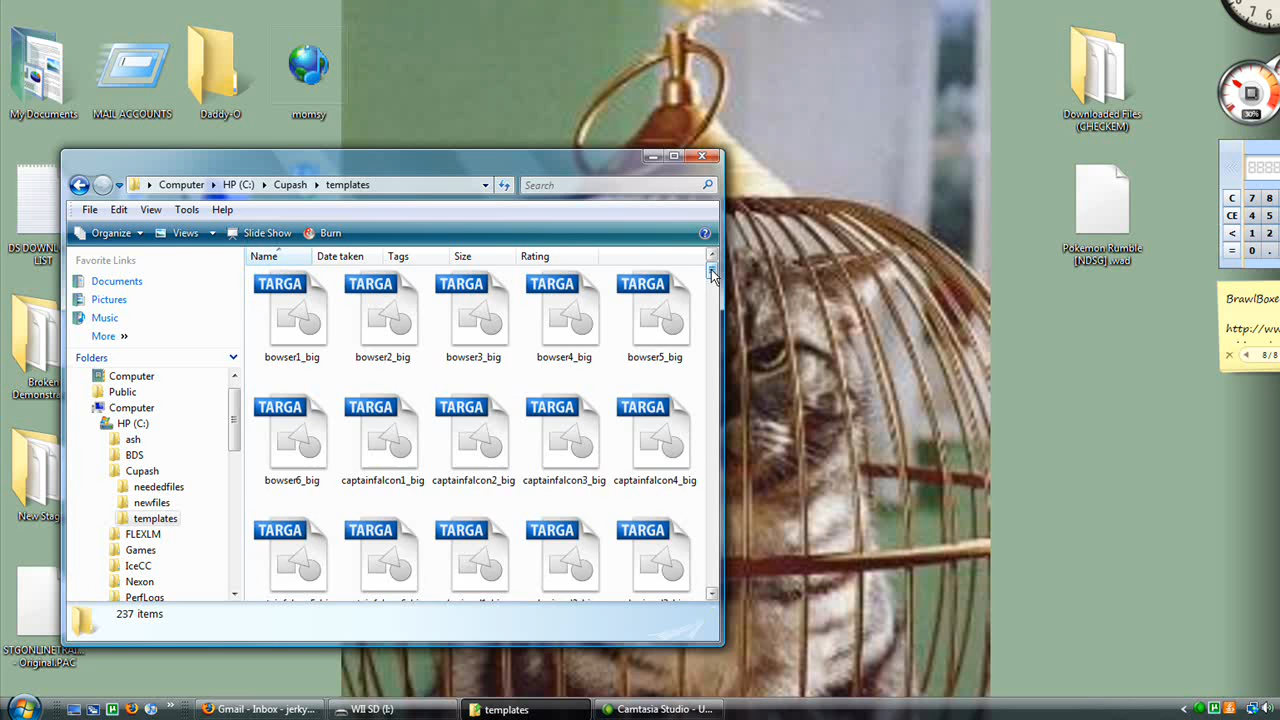 My Documents
MAIL ACCOUNTS
Daddy-O
momsy
Downloaded Files
(CHECKEM)
30%
Computer
HP (C:)
Cupash
templates
Search
File
Edit
View
Tools
Help
Organize
Views
Slide Show
Burn
Favorite Links
Documents
Pictures
Music
More »
Folders
Computer
Public
Computer
HP (C:)
ash
BDS
Cupash
neededfiles
newfiles
templates
FLEXLM
Games
IceCC
Nexon
PerfLogs
Name
Date taken
Tags
Size
Rating
TARGA TARGA TARGA TARGA TARGA
bowser1_big bowser2_big bowser3_big bowser4_big bowser5_big
TARGA TARGA TARGA TARGA TARGA
bowser6_big captainfalcon1_big captainfalcon2_big captainfalcon3_big captainfalcon4_big
TARGA TARGA TARGA TARGA TARGA
237 items
DS DOWNL
LIST
Broken
Demonstra
New Stag
STGONLINETRAI...
- Original.PAC
Pokemon Rumble
[NDSG] .wad
C 7 8
CE 4 5
< 1 2
= 0 .
BrawlBoxe
http://ww
8/8
Gmail - Inbox - jerky...
WII SD (E:)
templates
Camtasia Studio - U...